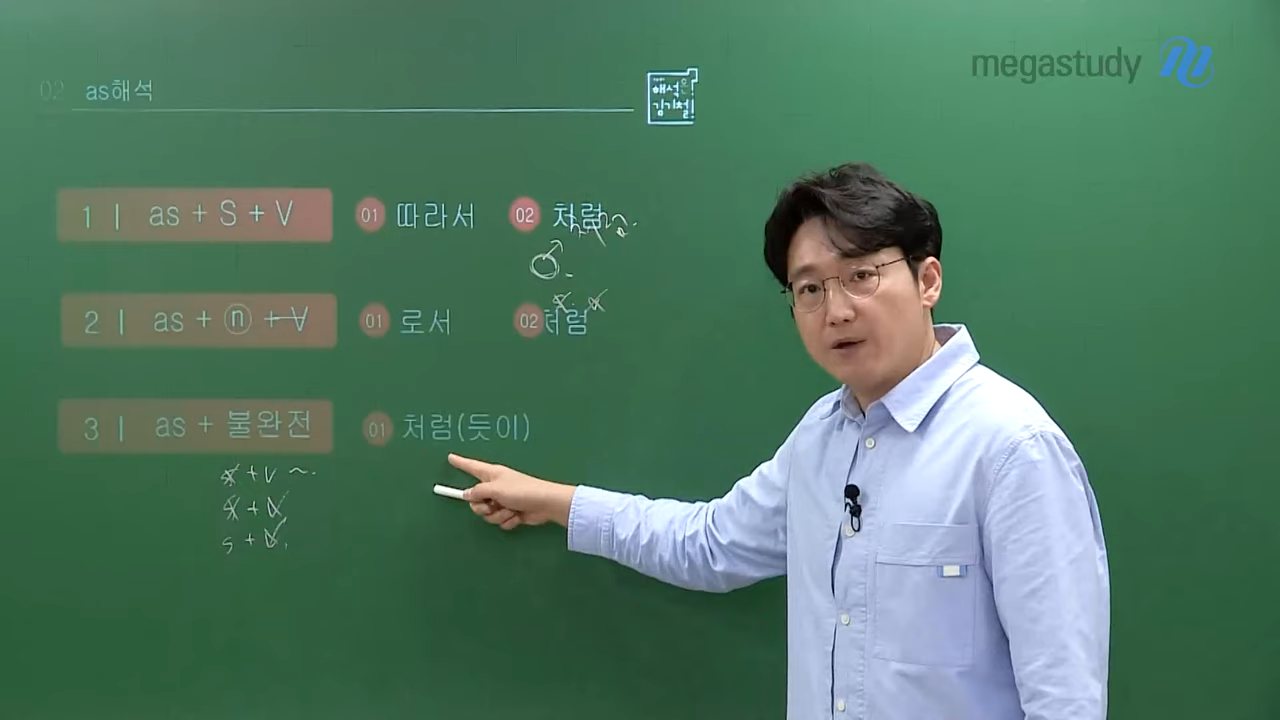 megastudy
02 as해석
해석은!
김기철!
1 | as + S + V 01 따라서 02 처럼
2 | as + ⓝ + V 01 로서 02 처럼
3 | as + 불완전 01 처럼(듯이)
s + V ~.
s + V
s + V.